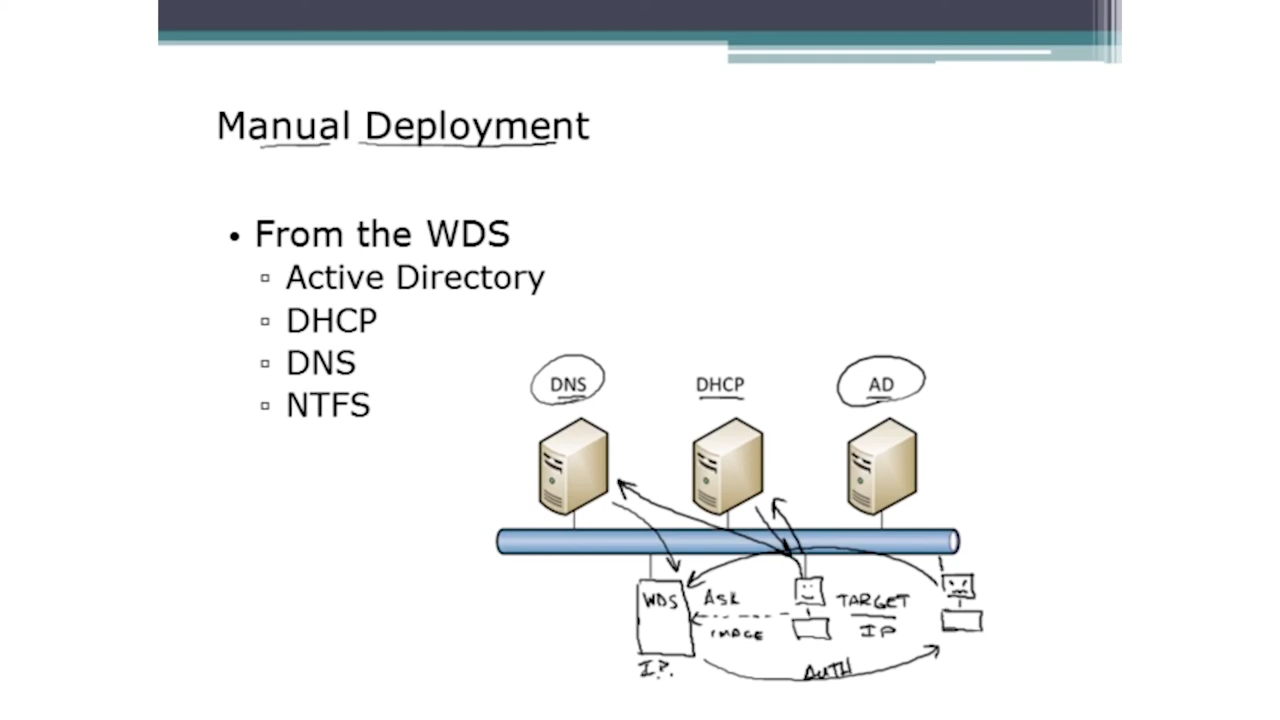 Manual Deployment
• From the WDS
▫ Active Directory
▫ DHCP
▫ DNS
▫ NTFS
DNS DHCP AD
WDS ASK TARGET
IMAGE IP
I.P. AUTH